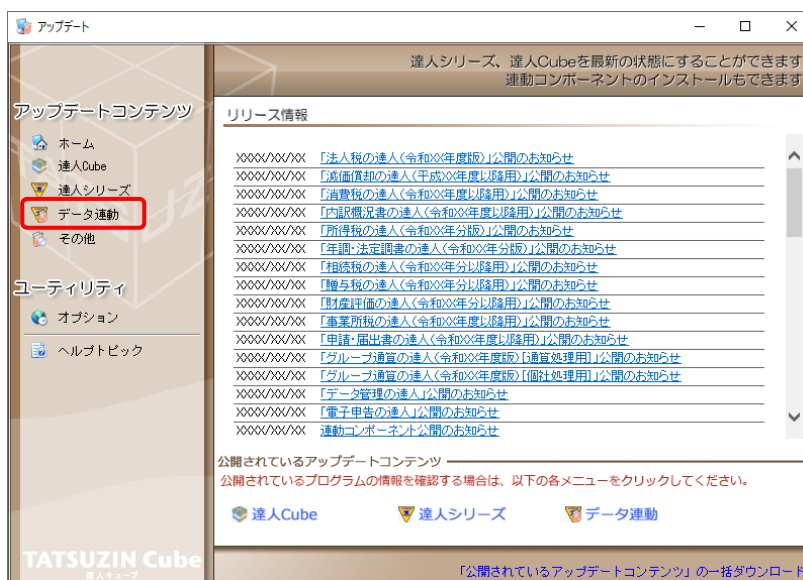 アップデート
達人シリーズ、達人Cubeを最新の状態にすることができます
連動コンポーネントのインストールもできます
アップデートコンテンツ
ホーム
達人Cube
達人シリーズ
データ連動
その他
ユーティリティ
オプション
ヘルプトピック
リリース情報
XXXX/XX/XX 「法人税の達人(令和XX年度版)」公開のお知らせ
XXXX/XX/XX 「減価償却の達人(平成XX年度以降用)」公開のお知らせ
XXXX/XX/XX 「消費税の達人(令和XX年度以降用)」公開のお知らせ
XXXX/XX/XX 「内訳概況書の達人(令和XX年度以降用)」公開のお知らせ
XXXX/XX/XX 「所得税の達人(令和XX年分版)」公開のお知らせ
XXXX/XX/XX 「年調・法定調書の達人(令和XX年分版)」公開のお知らせ
XXXX/XX/XX 「相続税の達人(令和XX年分以降用)」公開のお知らせ
XXXX/XX/XX 「贈与税の達人(令和XX年分以降用)」公開のお知らせ
XXXX/XX/XX 「財産評価の達人(令和XX年分以降用)」公開のお知らせ
XXXX/XX/XX 「事業所税の達人(令和XX年度以降用)」公開のお知らせ
XXXX/XX/XX 「申請・届出書の達人(令和XX年度以降用)」公開のお知らせ
XXXX/XX/XX 「グループ通算の達人(令和XX年度版)[通算処理用]」公開のお知らせ
XXXX/XX/XX 「グループ通算の達人(令和XX年度版)[個社処理用]」公開のお知らせ
XXXX/XX/XX 「データ管理の達人」公開のお知らせ
XXXX/XX/XX 「電子申告の達人」公開のお知らせ
XXXX/XX/XX 連動コンポーネント公開のお知らせ
公開されているアップデートコンテンツ
公開されているプログラムの情報を確認する場合は、以下の各メニューをクリックしてください。
達人Cube 達人シリーズ データ連動
TATSUZIN Cube
達人キューブ
「公開されているアップデートコンテンツ」の一括ダウンロード